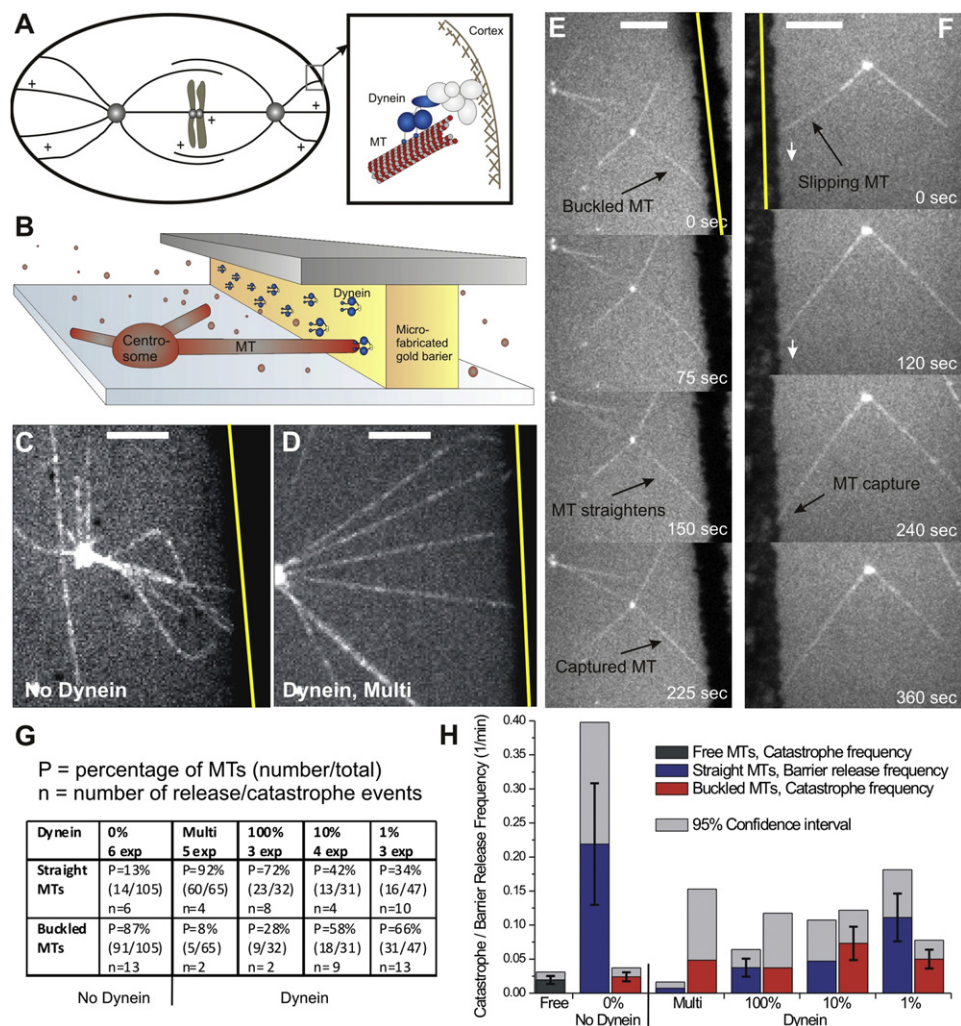 A
+
+
+
+
+
+
+
Cortex
Dynein
MT
B
Dynein
Centro-
some
MT
Micro-
fabricated
gold barier
C
No Dynein
D
Dynein, Multi
E
Buckled MT
0 sec
75 sec
MT straightens
150 sec
Captured MT
225 sec
F
Slipping MT
0 sec
120 sec
MT capture
240 sec
360 sec
G
P = percentage of MTs (number/total)
n = number of release/catastrophe events
Dynein 0% Multi 100% 10% 1%
6 exp 5 exp 3 exp 4 exp 3 exp
Straight P=13% P=92% P=72% P=42% P=34%
MTs (14/105) (60/65) (23/32) (13/31) (16/47)
n=6 n=4 n=8 n=4 n=10
Buckled P=87% P=8% P=28% P=58% P=66%
MTs (91/105) (5/65) (9/32) (18/31) (31/47)
n=13 n=2 n=2 n=9 n=13
No Dynein Dynein
H
Catastrophe / Barrier Release Frequency (1/min)
0.40
0.35
0.30
0.25
0.20
0.15
0.10
0.05
0.00
Free MTs, Catastrophe frequency
Straight MTs, Barrier release frequency
Buckled MTs, Catastrophe frequency
95% Confidence interval
Free 0% Multi 100% 10% 1%
No Dynein Dynein